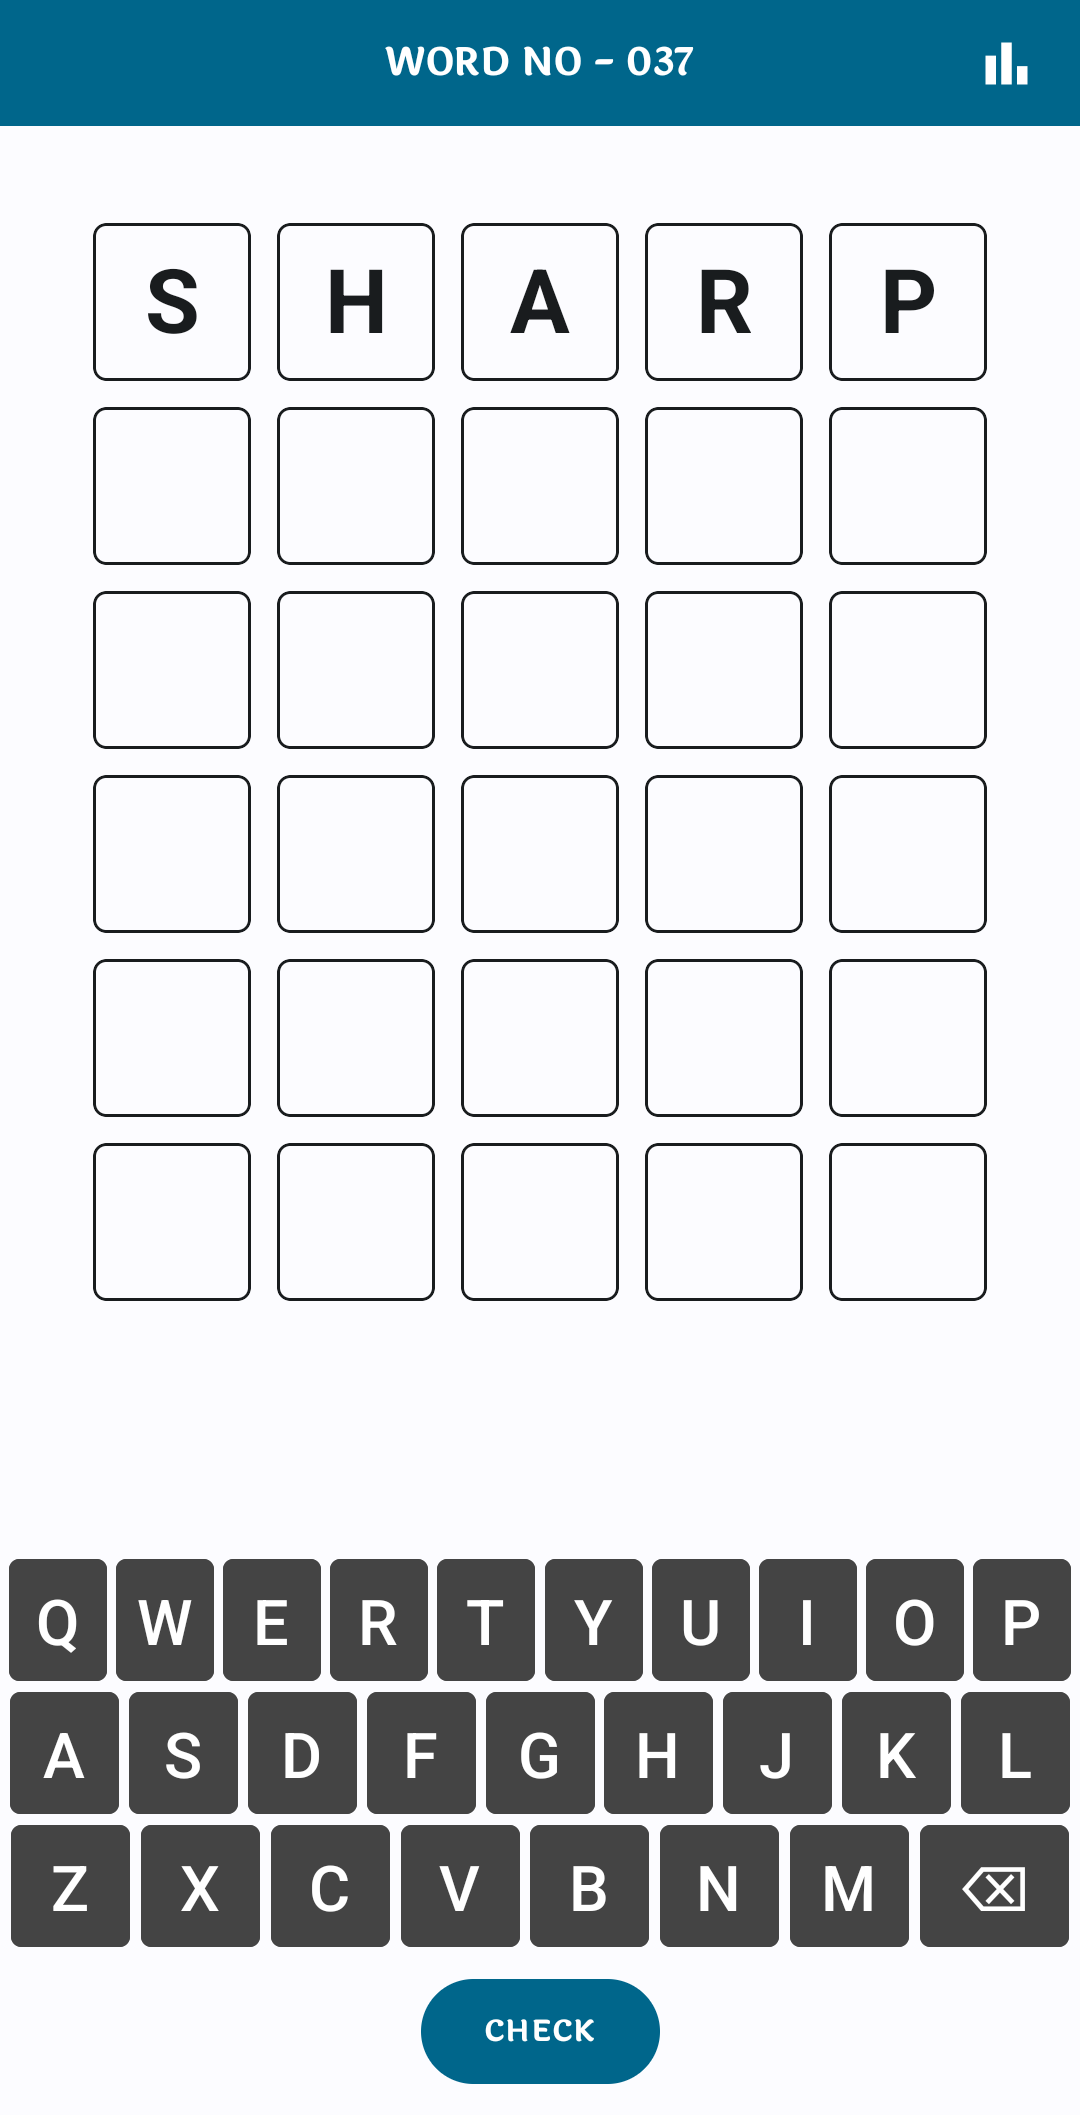 WORD NO - 037
S H A R P
Q W E R T Y U I O P
A S D F G H J K L
Z X C V B N M
CHECK